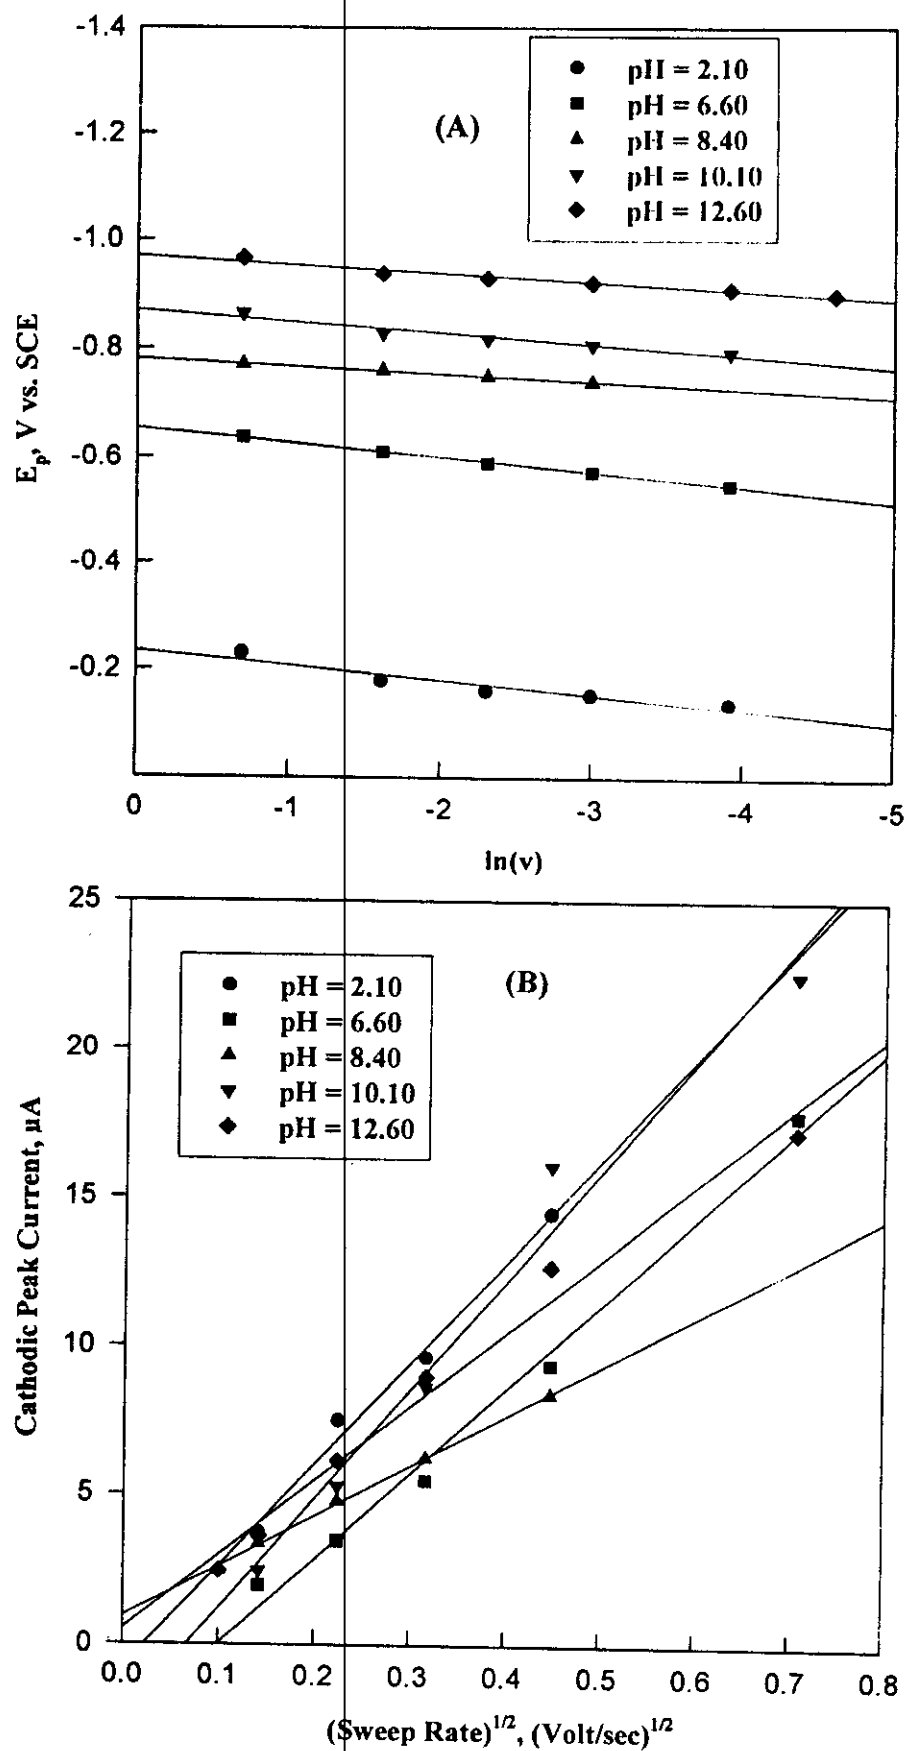 -1.4
-1.2
-1.0
-0.8
-0.6
-0.4
-0.2
E_p, V vs. SCE
(A)
pH = 2.10
pH = 6.60
pH = 8.40
pH = 10.10
pH = 12.60
0 -1 -2 -3 -4 -5
ln(v)
25
20
15
10
5
0
Cathodic Peak Current, µA
(B)
pH = 2.10
pH = 6.60
pH = 8.40
pH = 10.10
pH = 12.60
0.0 0.1 0.2 0.3 0.4 0.5 0.6 0.7 0.8
(Sweep Rate)^1/2, (Volt/sec)^1/2